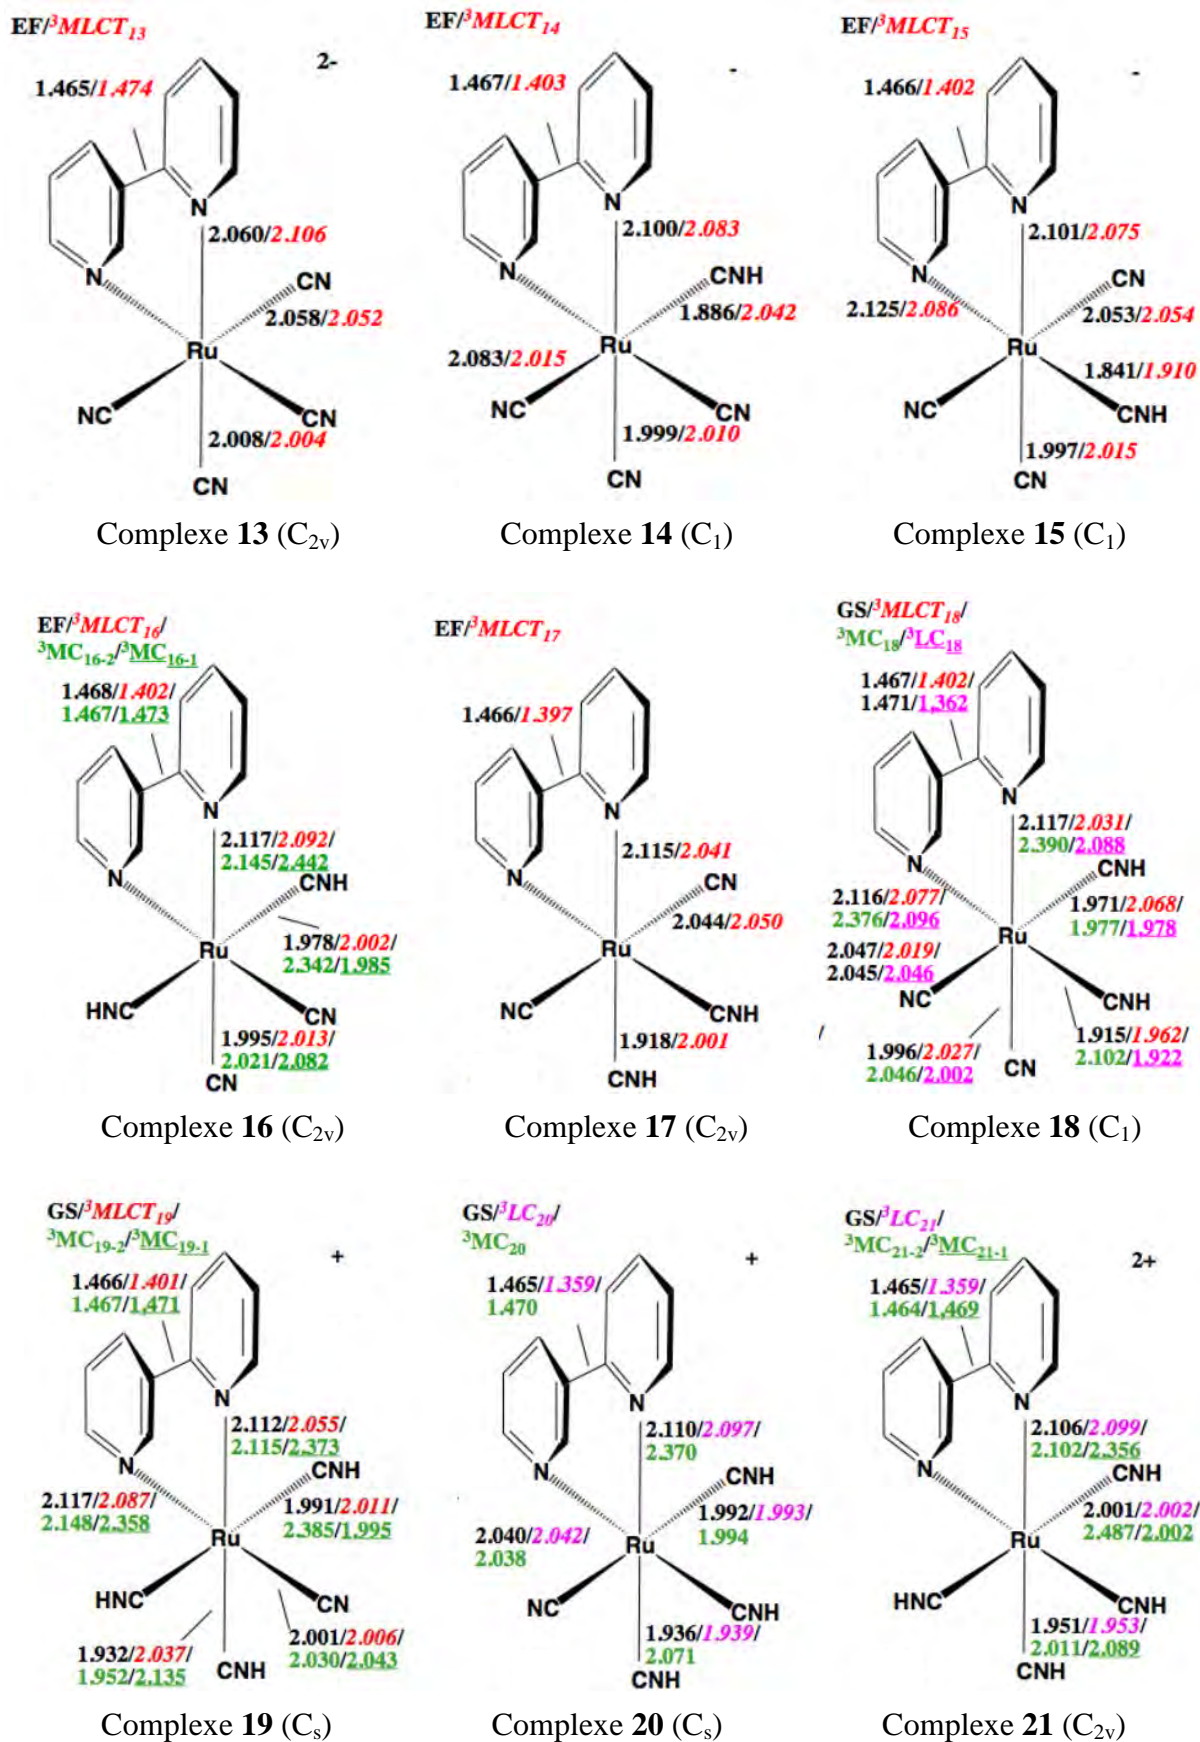 EF/³MLCT₁₃
2-
1.465/1.474
N
2.060/2.106
N
CN
2.058/2.052
Ru
NC
CN
2.008/2.004
CN
Complexe 13 (C₂ᵥ)
EF/³MLCT₁₄
-
1.467/1.403
N
2.100/2.083
N
CNH
1.886/2.042
Ru
2.083/2.015
NC
CN
1.999/2.010
CN
Complexe 14 (C₁)
EF/³MLCT₁₅
-
1.466/1.402
N
2.101/2.075
N
CN
2.125/2.086
2.053/2.054
Ru
1.841/1.910
NC
CNH
1.997/2.015
CN
Complexe 15 (C₁)
EF/³MLCT₁₆/
³MC₁₆₋₂/³MC₁₆₋₁
1.468/1.402/
1.467/1.473
N
2.117/2.092/
2.145/2.442
N
CNH
1.978/2.002/
2.342/1.985
Ru
HNC
CN
1.995/2.013/
2.021/2.082
CN
Complexe 16 (C₂ᵥ)
EF/³MLCT₁₇
1.466/1.397
N
2.115/2.041
N
CN
2.044/2.050
Ru
NC
CNH
1.918/2.001
CNH
Complexe 17 (C₂ᵥ)
GS/³MLCT₁₈/
³MC₁₈/³LC₁₈
1.467/1.402/
1.471/1,362
N
2.117/2.031/
2.390/2.088
N
CNH
2.116/2.077/
2.376/2.096
1.971/2.068/
1.977/1.978
Ru
2.047/2.019/
2.045/2.046
NC
CNH
1.915/1.962/
2.102/1.922
/
1.996/2.027/
2.046/2.002
CN
Complexe 18 (C₁)
GS/³MLCT₁₉/
³MC₁₉₋₂/³MC₁₉₋₁
+
1.466/1.401/
1.467/1,471
N
2.112/2.055/
2.115/2.373
N
CNH
2.117/2.087/
2.148/2.358
1.991/2.011/
2.385/1.995
Ru
HNC
CN
1.932/2.037/
1.952/2.135
2.001/2.006/
2.030/2.043
CNH
Complexe 19 (Cₛ)
GS/³LC₂₀/
³MC₂₀
+
1.465/1.359/
1.470
N
2.110/2.097/
2.370
N
CNH
1.992/1.993/
1.994
2.040/2.042/
2.038
Ru
NC
CNH
1.936/1.939/
2.071
CNH
Complexe 20 (Cₛ)
GS/³LC₂₁/
³MC₂₁₋₂/³MC₂₁₋₁
2+
1.465/1.359/
1.464/1,469
N
2.106/2.099/
2.102/2.356
N
CNH
2.001/2.002/
2.487/2.002
Ru
HNC
CNH
1.951/1.953/
2.011/2.089
CNH
Complexe 21 (C₂ᵥ)